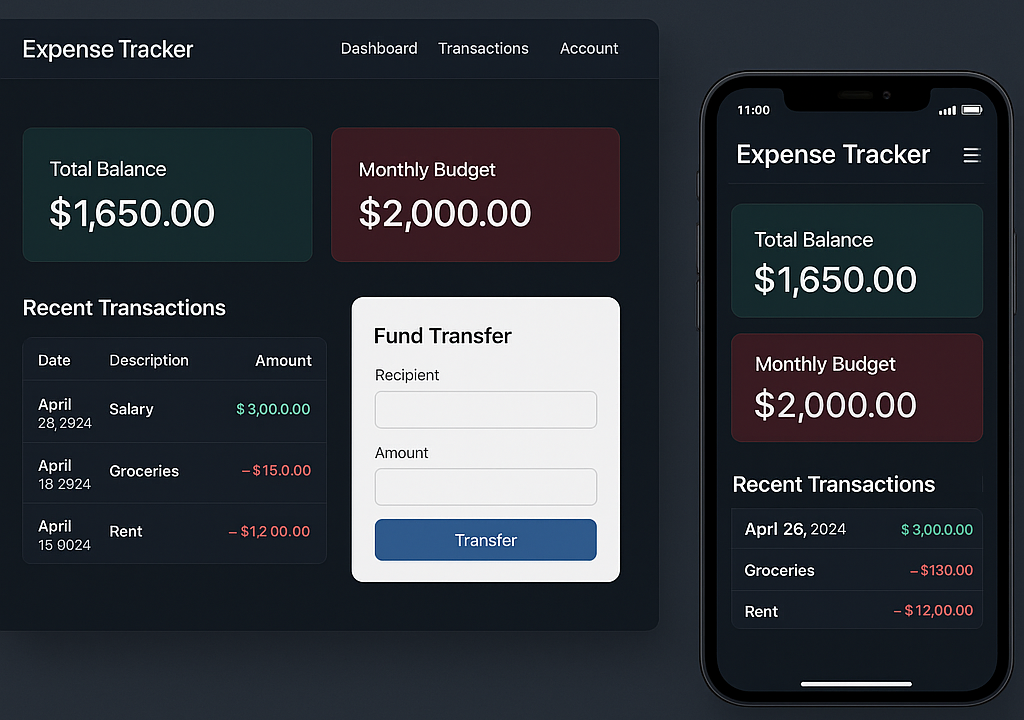 Expense Tracker
Dashboard Transactions Account
Total Balance
$1,650.00
Monthly Budget
$2,000.00
Recent Transactions
Date Description Amount
April
28,2924 Salary $3,00.0.00
April
18 2924 Groceries –$15.0.00
April
15 9024 Rent – $1,2 00.00
Fund Transfer
Recipient
Amount
Transfer
11:00
Expense Tracker
Total Balance
$1,650.00
Monthly Budget
$2,000.00
Recent Transactions
Aprl 26, 2024 $ 3,00.0.00
Groceries –$130.00
Rent – $12,00.00